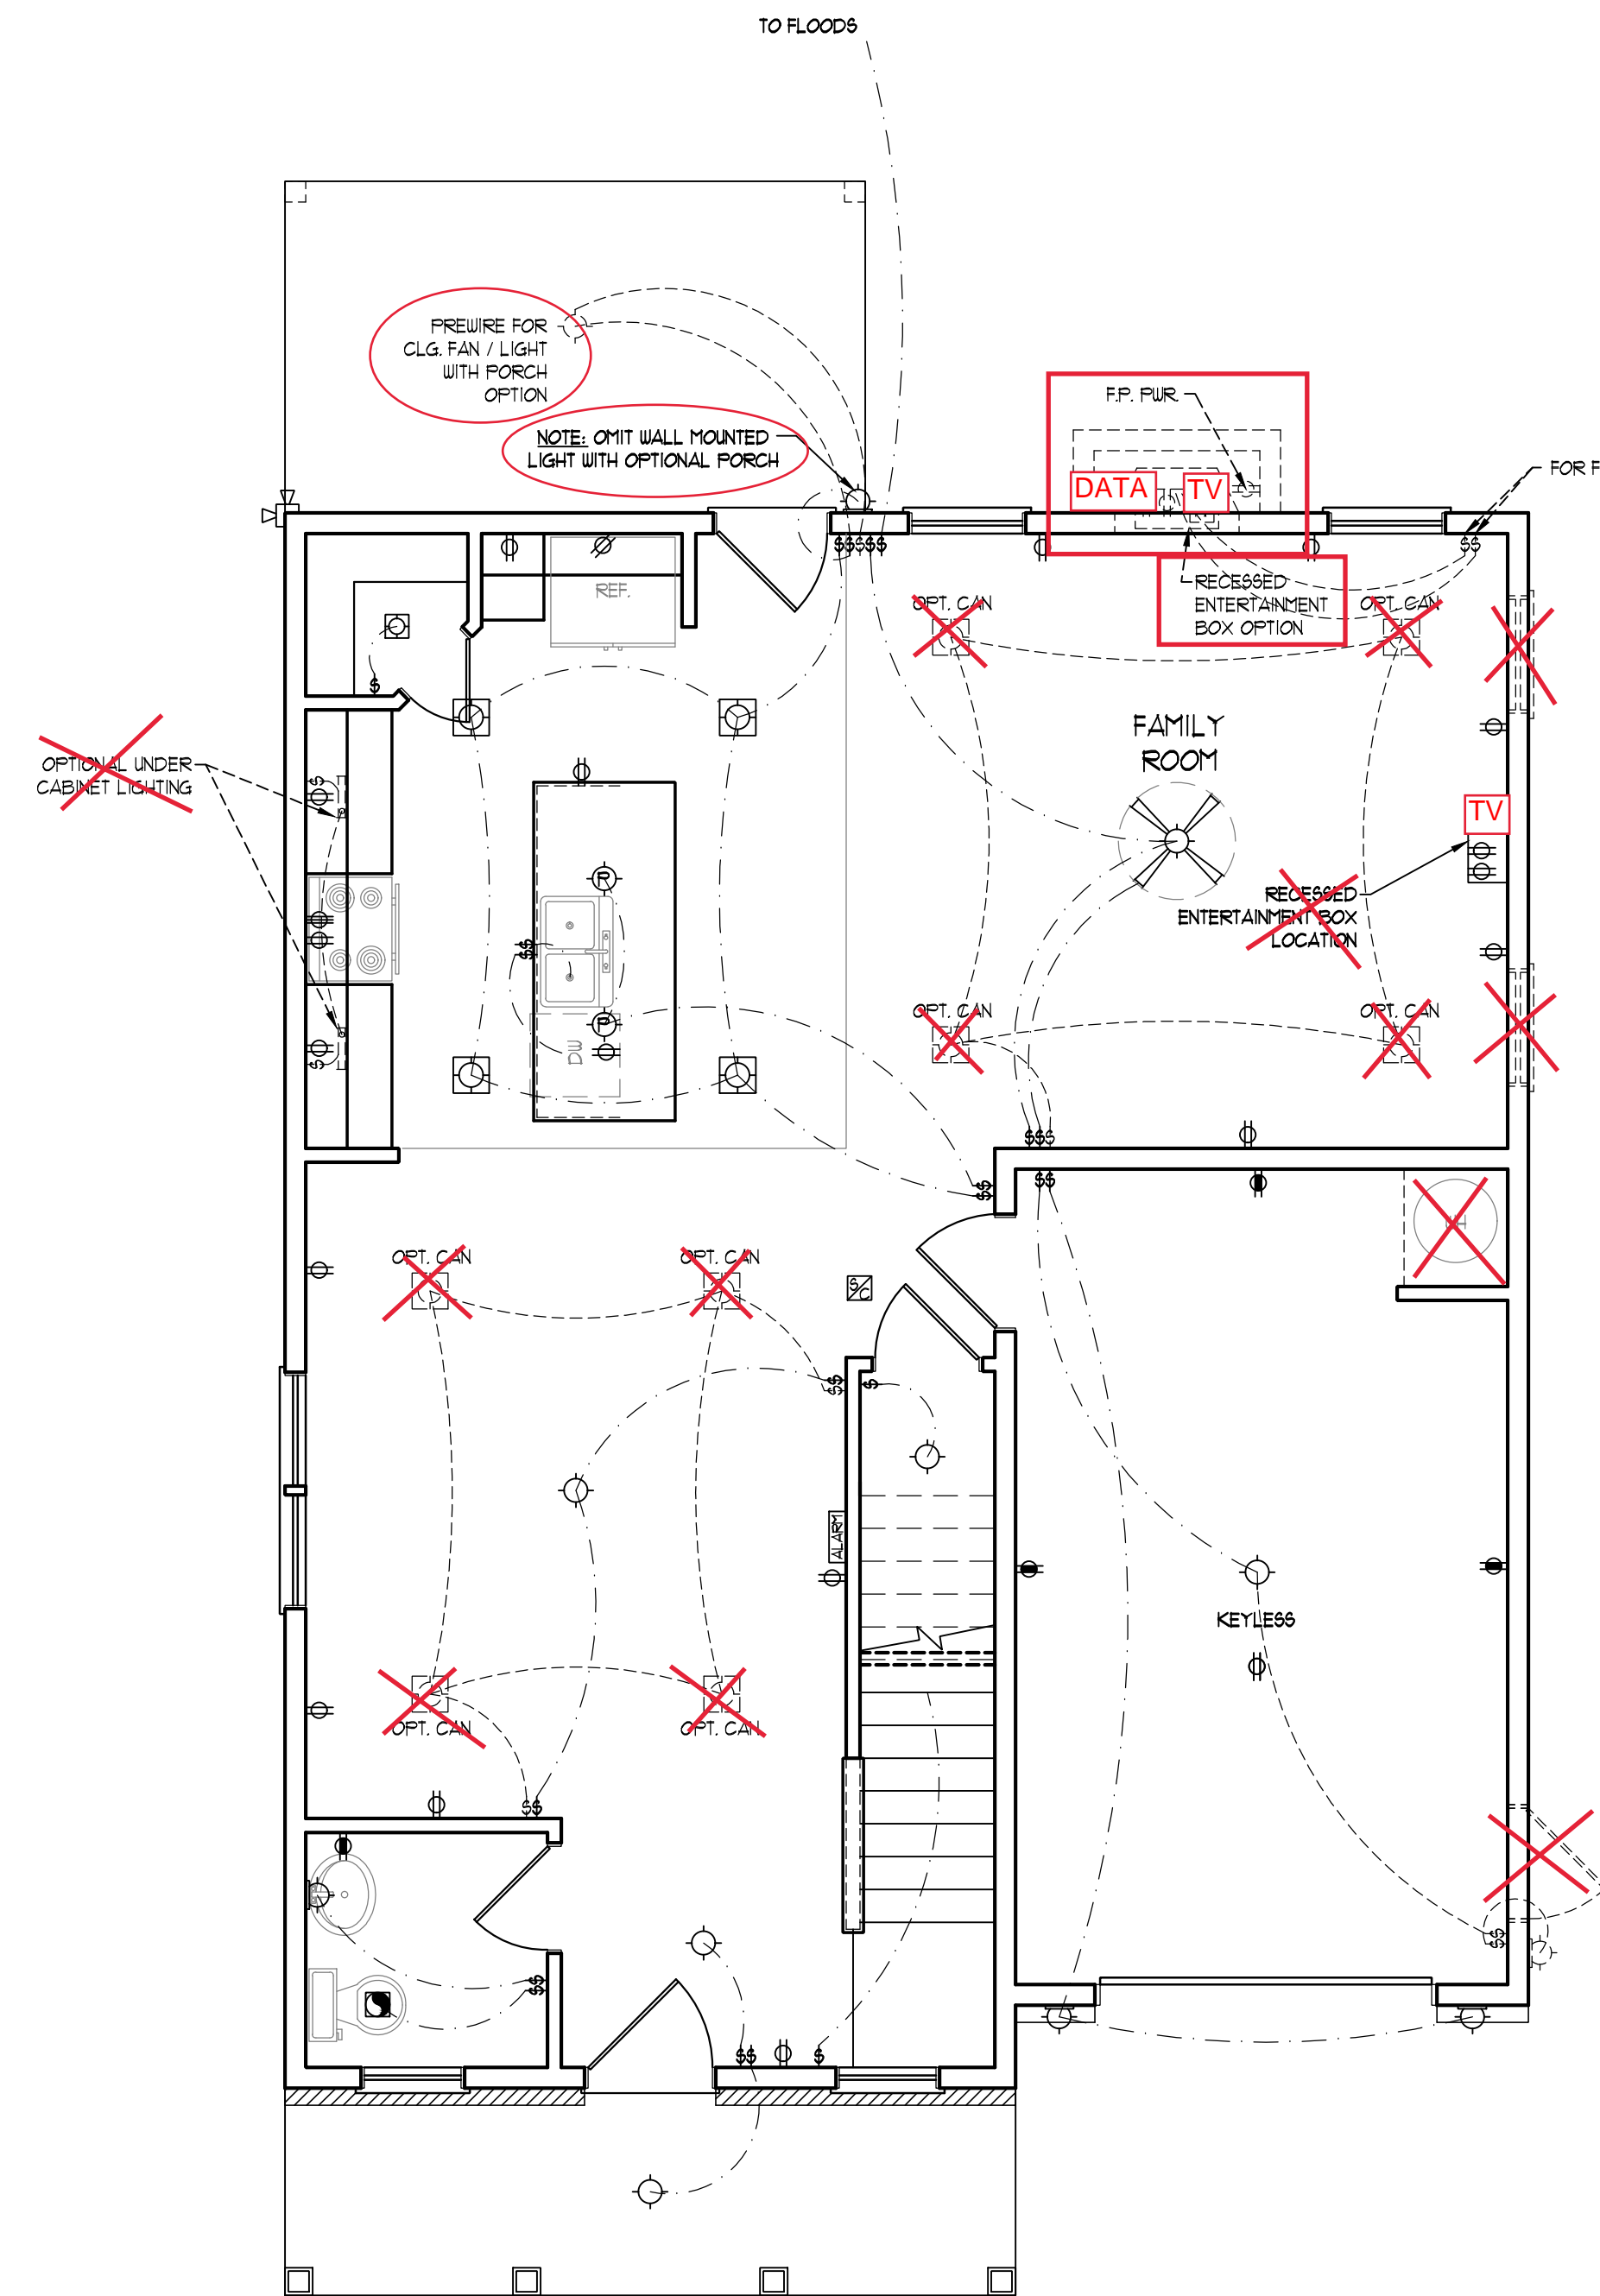 TO FLOODS
PREWIRE FOR
CLG. FAN / LIGHT
WITH PORCH
OPTION
NOTE: OMIT WALL MOUNTED
LIGHT WITH OPTIONAL PORCH
F.P. PWR.
DATA
TV
FOR F
$$$$$
$$
REF.
RECESSED
ENTERTAINMENT
BOX OPTION
OPT. CAN
OPT. CAN
$
FAMILY
ROOM
OPTIONAL UNDER
CABINET LIGHTING
$
TV
R
RECESSED
ENTERTAINMENT BOX
LOCATION
$$
OPT. CAN
OPT. CAN
P
DW
$
$$$
$$
$$
OPT. CAN
OPT. CAN
S/C
$$
$
ALARM
KEYLESS
OPT. CAN
OPT. CAN
$$
$$
$$
$$
$